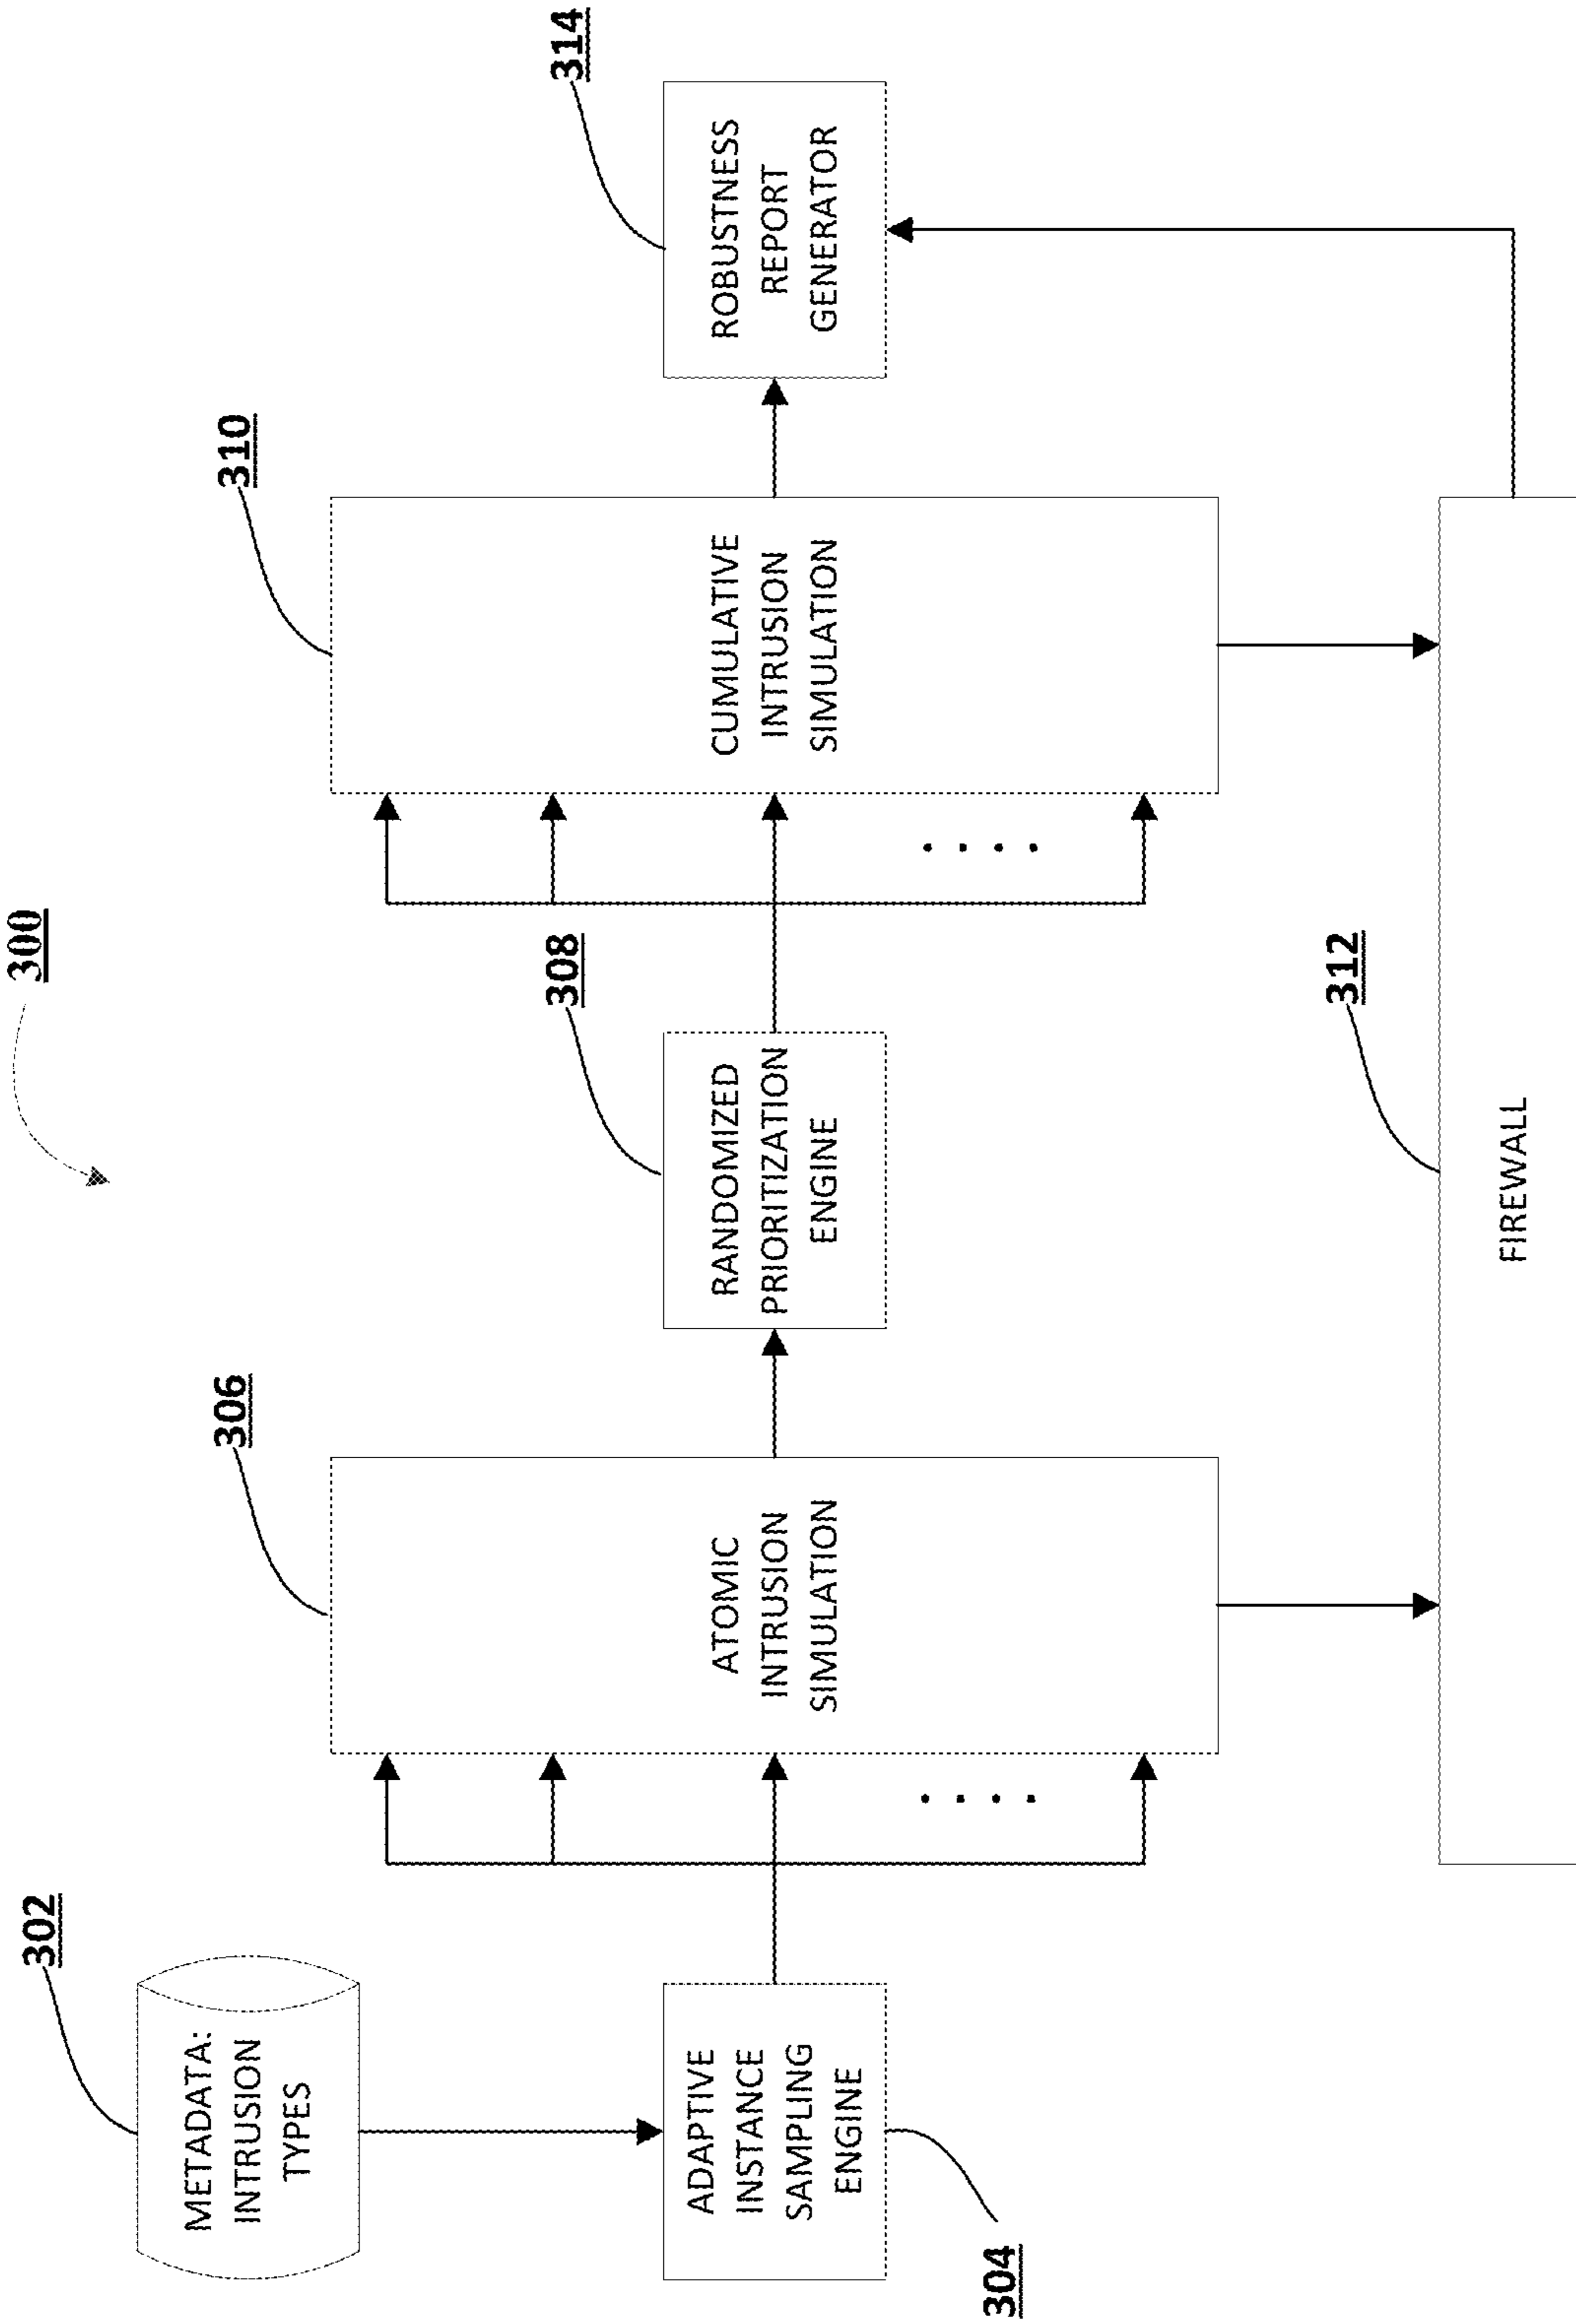 300
302
METADATA:
INTRUSION
TYPES
ADAPTIVE
INSTANCE
SAMPLING
ENGINE
304
306
ATOMIC
INTRUSION
SIMULATION
. . . .
308
RANDOMIZED
PRIORITIZATION
ENGINE
310
CUMULATIVE
INTRUSION
SIMULATION
. . . .
314
ROBUSTNESS
REPORT
GENERATOR
312
FIREWALL